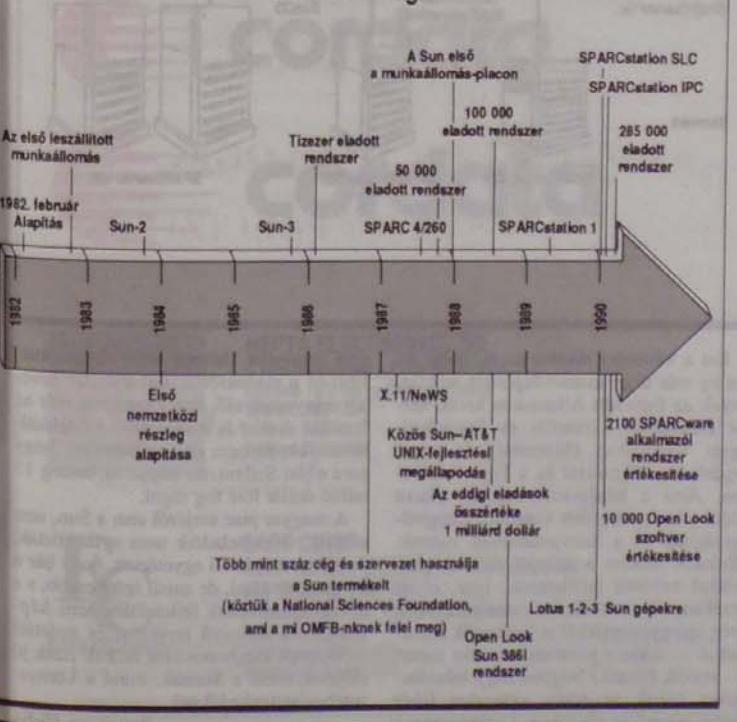 A Sun első
a munkaállomás-piacon
SPARCstation SLC
SPARCstation IPC
Az első leszállított
munkaállomás
Tízezer eladott
rendszer
100 000
eladott rendszer
285 000
eladott
rendszer
50 000
eladott rendszer
1982. február
Alapítás
Sun-2
Sun-3
SPARC 4/260
SPARCstation 1
1982
1983
1984
1985
1986
1987
1988
1989
1990
Első
nemzetközi
részleg
alapítása
X.11/NeWS
Közös Sun–AT&T
UNIX-fejlesztési
megállapodás
Az eddigi eladások
összértéke
1 milliárd dollár
2100 SPARCware
alkalmazói
rendszer
értékesítése
10 000 Open Look
szoftver
értékesítése
Több mint száz cég és szervezet használja
a Sun termékeit
(köztük a National Sciences Foundation,
ami a mi OMFB-nknek felel meg)
Lotus 1-2-3 Sun gépekre
Open Look
Sun 386i
rendszer